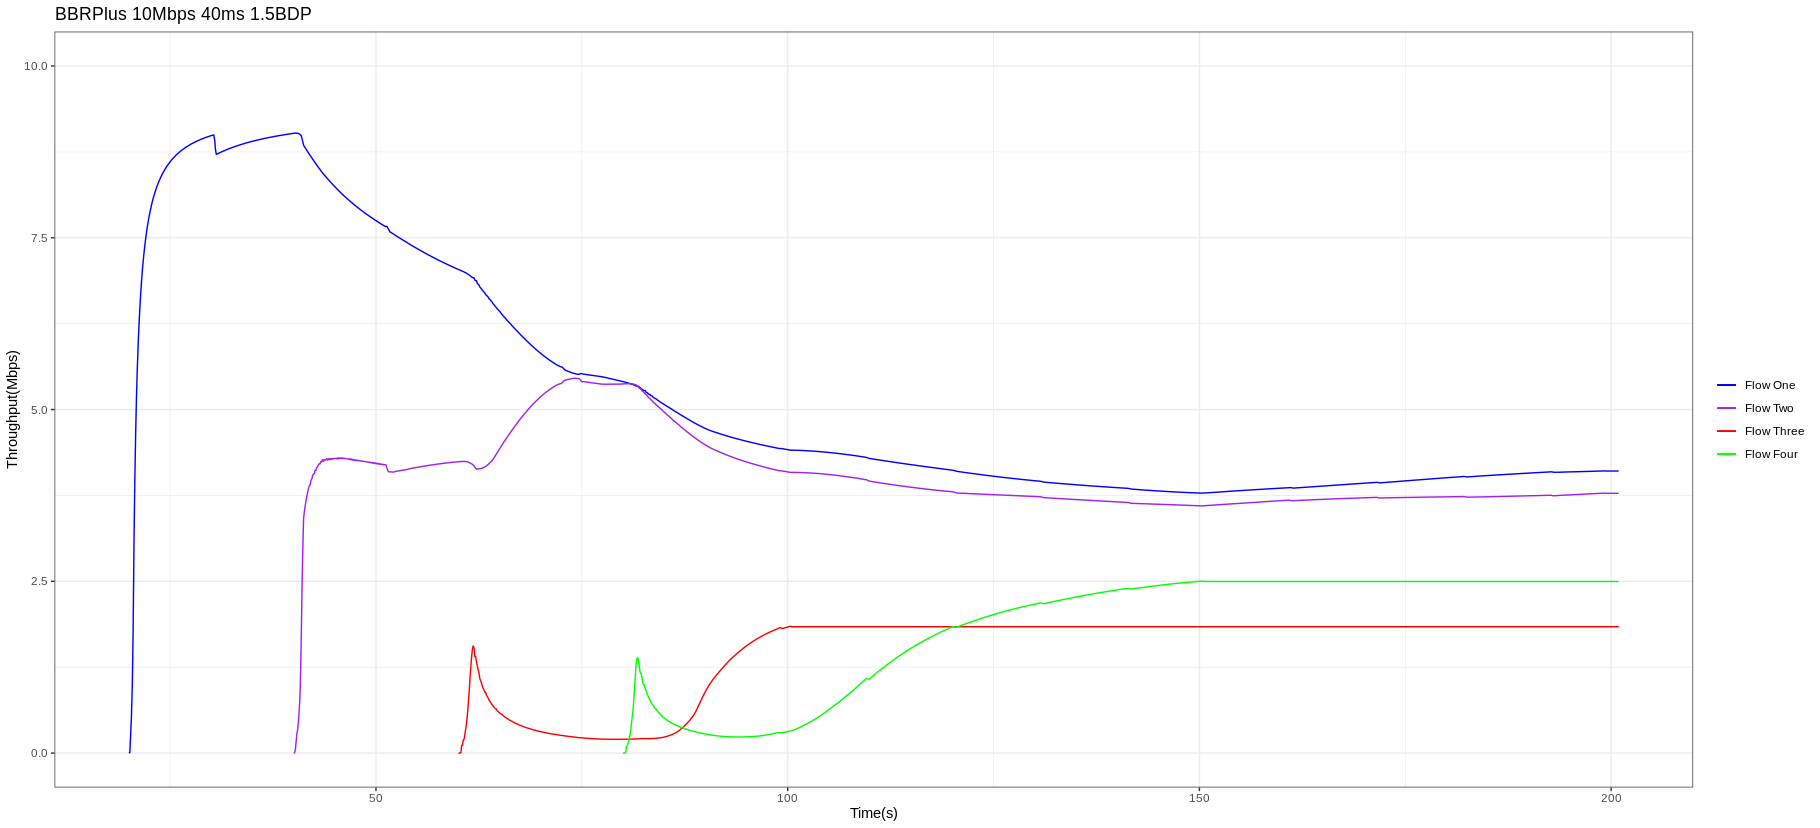 BBRPlus 10Mbps 40ms 1.5BDP
Throughput(Mbps)
10.0
7.5
5.0
2.5
0.0
50
100
150
200
Time(s)
Flow One
Flow Two
Flow Three
Flow Four